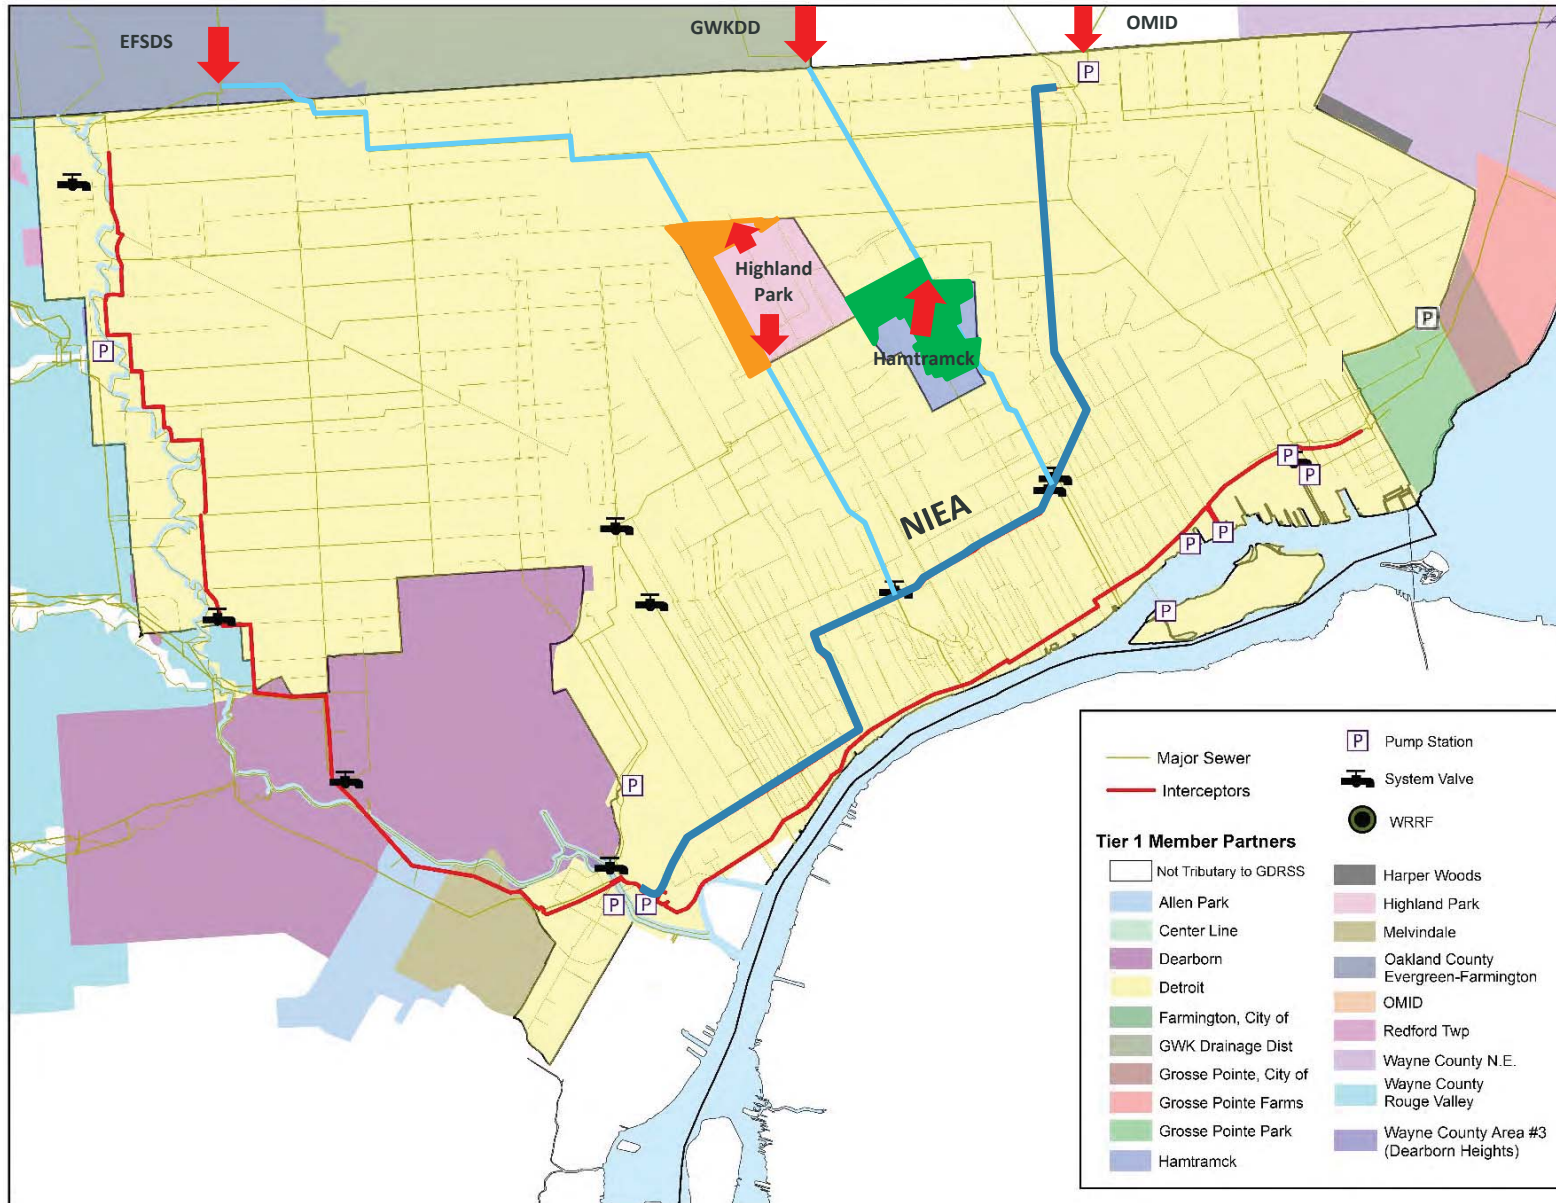 EFSDS
GWKDD
OMID
P
Highland
Park
P
Hamtramck
P
P
P
NIEA
P
P
P
P
P
P
Major Sewer
Interceptors
P Pump Station
System Valve
WRRF
Tier 1 Member Partners
Not Tributary to GDRSS
Allen Park
Center Line
Dearborn
Detroit
Farmington, City of
GWK Drainage Dist
Grosse Pointe, City of
Grosse Pointe Farms
Grosse Pointe Park
Hamtramck
Harper Woods
Highland Park
Melvindale
Oakland County
Evergreen-Farmington
OMID
Redford Twp
Wayne County N.E.
Wayne County
Rouge Valley
Wayne County Area #3
(Dearborn Heights)